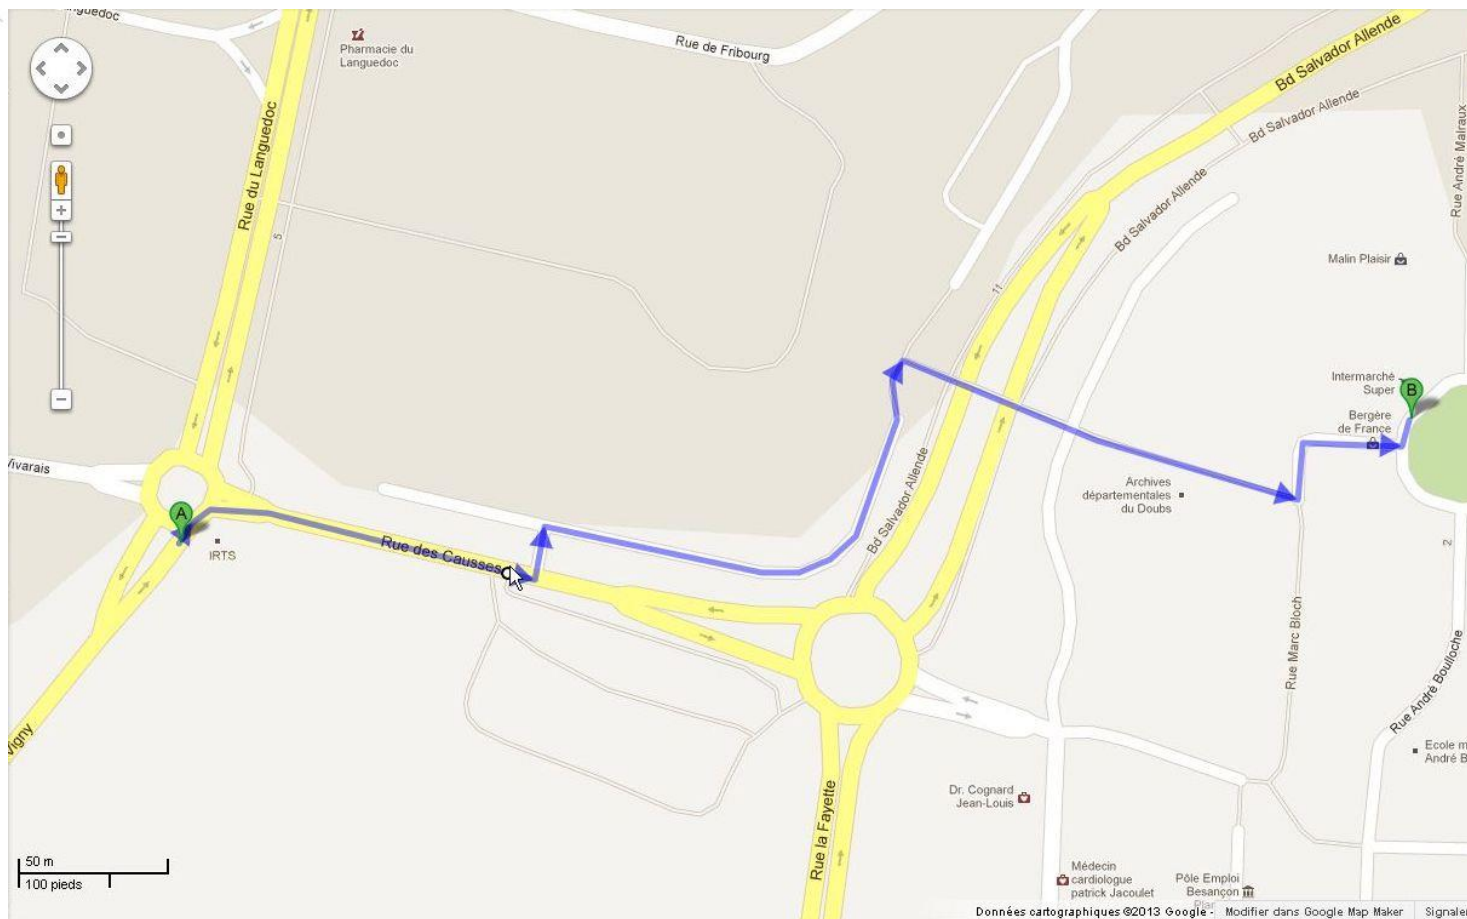 nguedoc
Pharmacie du
Languedoc
Rue de Fribourg
Bd Salvador Allende
Bd Salvador Allende
Rue André Malraux
Rue du Languedoc
5
Bd Salvador Allende
Malin Plaisir
11
Intermarché
Super
B
Bergère
de France
Vivarais
A
IRTS
Rue des Causses
Bd Salvador Allende
Archives
départementales
du Doubs
2
Rue Marc Bloch
Rue André Boulloche
Vigny
Ecole m
André B
Rue la Fayette
Dr. Cognard
Jean-Louis
50 m
100 pieds
Médecin
cardiologue
patrick Jacoulet
Pôle Emploi
Besançon
Données cartographiques ©2013 Google - Modifier dans Google Map Maker Signaler